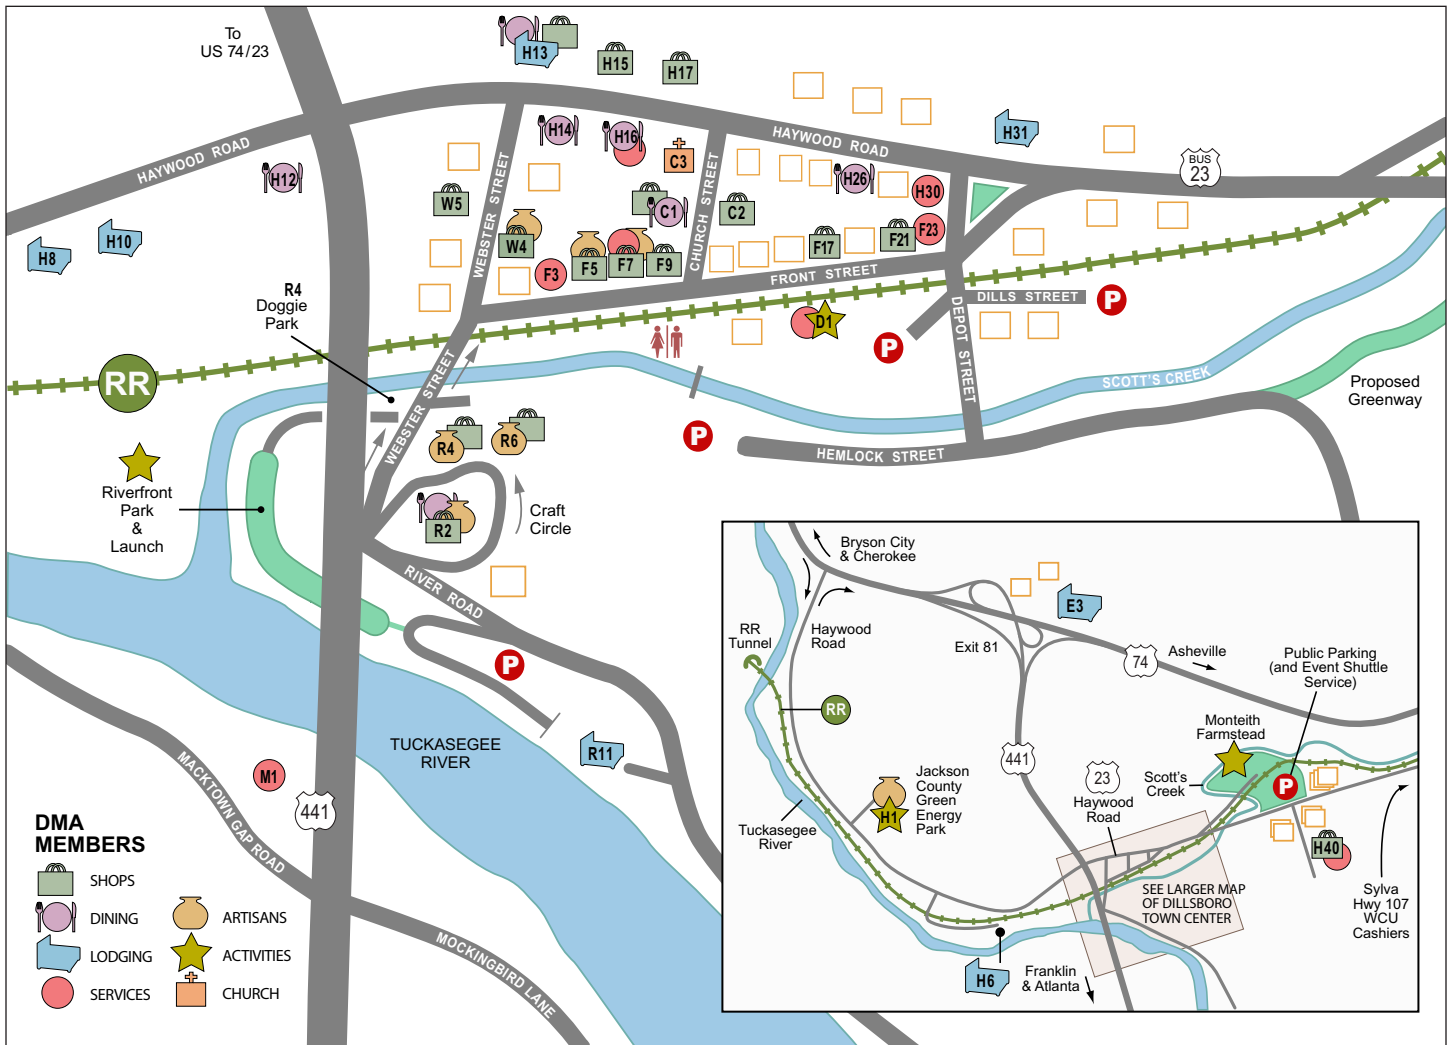 To
US 74/23
H13
H15
H17
HAYWOOD ROAD
H12
H14
H16
C3
HAYWOOD ROAD
H31
BUS
23
H8
H10
W5
WEBSTER STREET
W4
C1
CHURCH STREET
C2
H26
H30
F3
F5
F7
F9
F17
F21
F23
FRONT STREET
R4
Doggie
Park
D1
DILLS STREET
P
P
DEPOT STREET
RR
WEBSTER STREET
SCOTT'S CREEK
Proposed
Greenway
P
HEMLOCK STREET
R4
R6
Riverfront
Park
&
Launch
R2
Craft
Circle
RIVER ROAD
P
TUCKASEGEE
RIVER
R11
MACKTOWN GAP ROAD
M1
441
MOCKINGBIRD LANE
DMA
MEMBERS
SHOPS
DINING
LODGING
SERVICES
ARTISANS
ACTIVITIES
CHURCH
Bryson City
& Cherokee
E3
RR
Tunnel
Haywood
Road
Exit 81
74
Asheville
Public Parking
(and Event Shuttle
Service)
RR
Monteith
Farmstead
441
Scott's
Creek
P
23
Haywood
Road
Jackson
County
Green
Energy
Park
H1
Tuckasegee
River
H40
SEE LARGER MAP
OF DILLSBORO
TOWN CENTER
Sylva
Hwy 107
WCU
Cashiers
H6
Franklin
& Atlanta